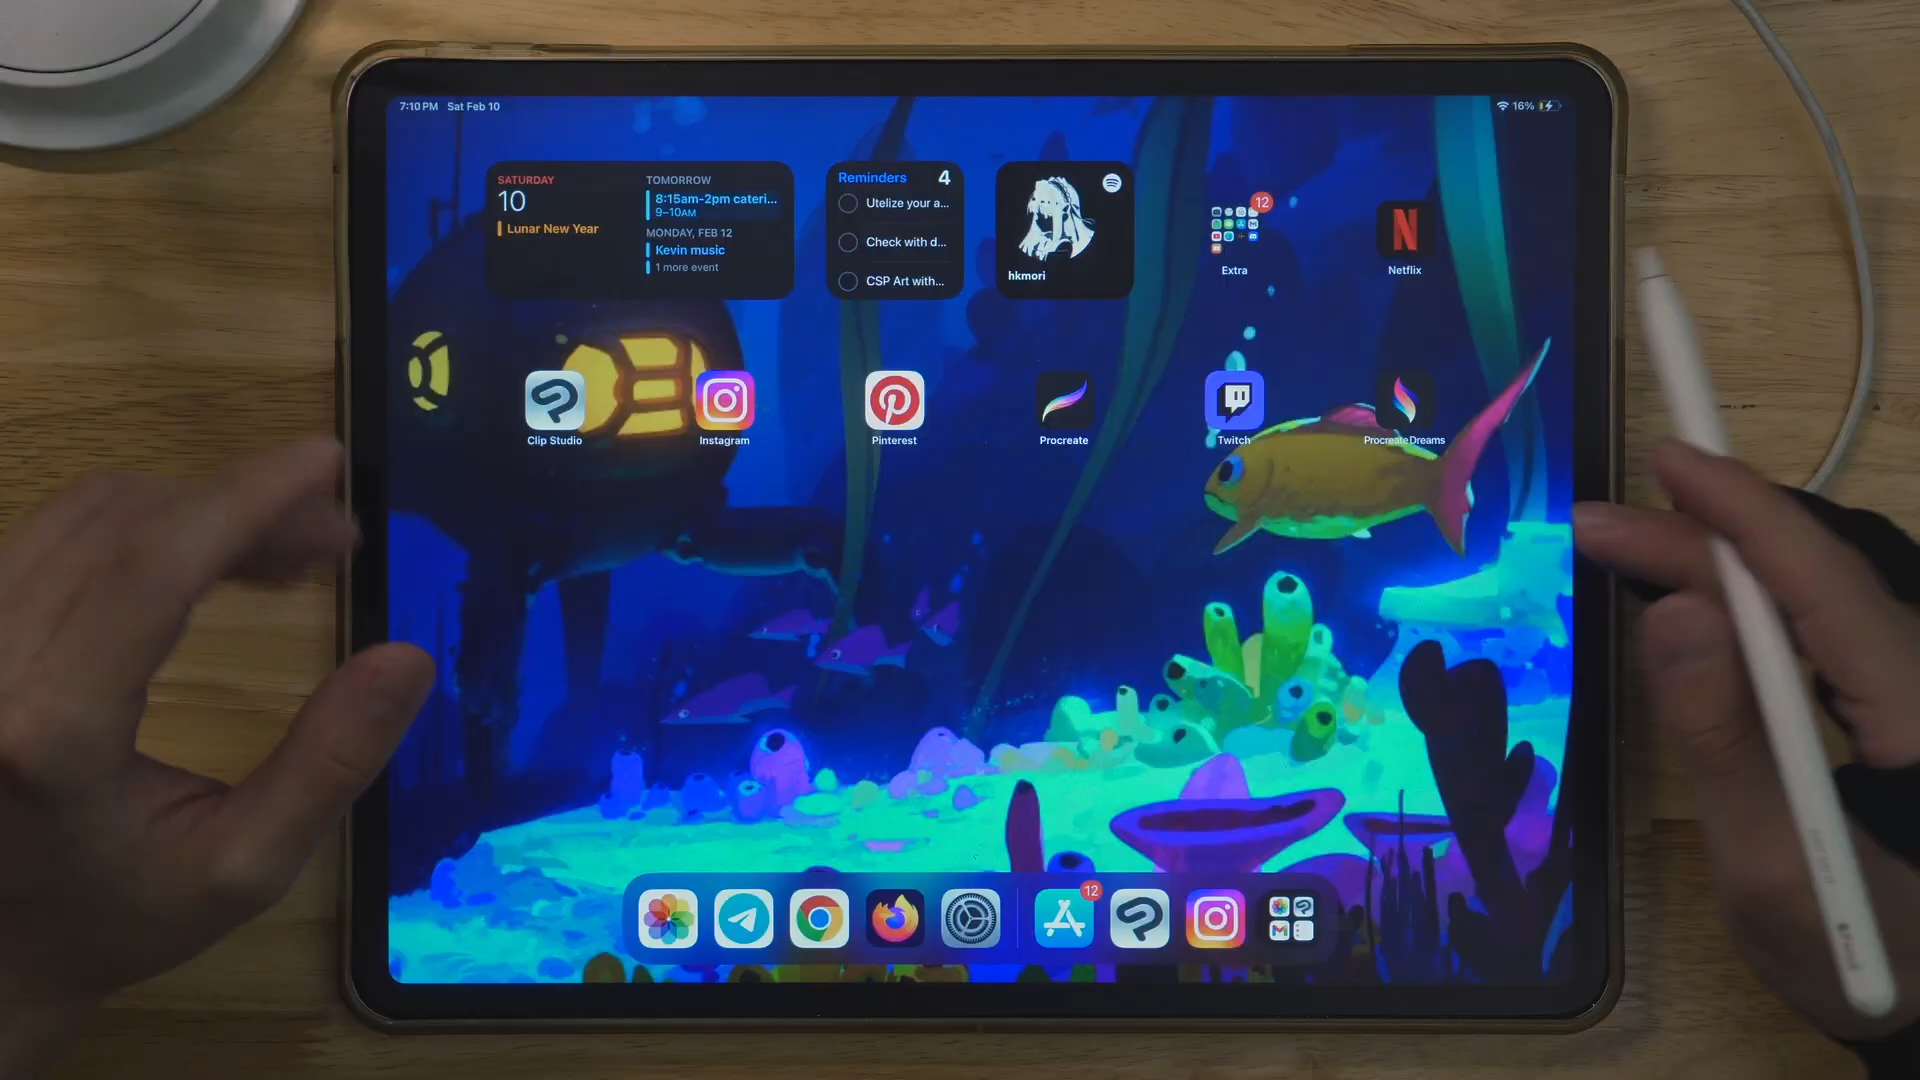 7:10 PM Sat Feb 10
16%
SATURDAY
10
Lunar New Year
TOMORROW
8:15am-2pm cateri...
9–10AM
MONDAY, FEB 12
Kevin music
1 more event
Reminders 4
Utelize your a...
Check with d...
CSP Art with...
hkmori
12
Extra
Netflix
Clip Studio
Instagram
Pinterest
Procreate
Twitch
Procreate Dreams
12